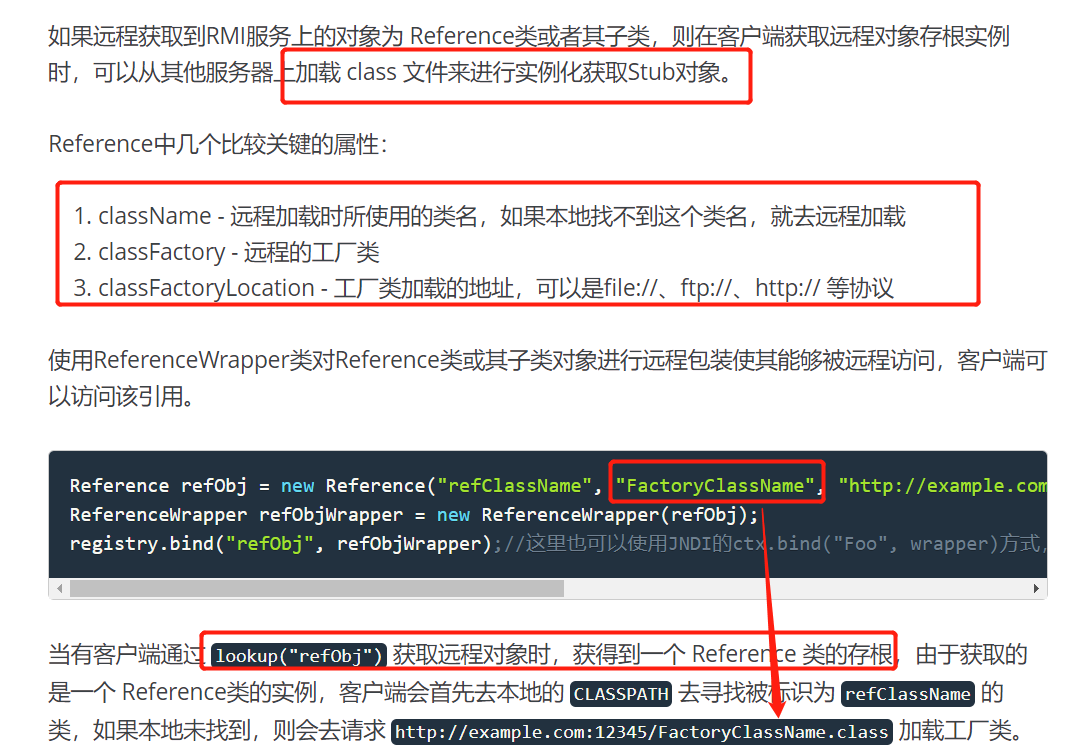 如果远程获取到RMI服务上的对象为 Reference类或者其子类，则在客户端获取远程对象存根实例
时，可以从其他服务器上加载 class 文件来进行实例化获取Stub对象。
Reference中几个比较关键的属性：
1. className - 远程加载时所使用的类名，如果本地找不到这个类名，就去远程加载
2. classFactory - 远程的工厂类
3. classFactoryLocation - 工厂类加载的地址，可以是file://、ftp://、http:// 等协议
使用ReferenceWrapper类对Reference类或其子类对象进行远程包装使其能够被远程访问，客户端可
以访问该引用。
Reference refObj = new Reference("refClassName", "FactoryClassName", "http://example.com
ReferenceWrapper refObjWrapper = new ReferenceWrapper(refObj);
registry.bind("refObj", refObjWrapper);//这里也可以使用JNDI的ctx.bind("Foo", wrapper)方式，
当有客户端通过 lookup("refObj") 获取远程对象时，获得到一个 Reference 类的存根，由于获取的
是一个 Reference类的实例，客户端会首先去本地的 CLASSPATH 去寻找被标识为 refClassName 的
类，如果本地未找到，则会去请求 http://example.com:12345/FactoryClassName.class 加载工厂类。